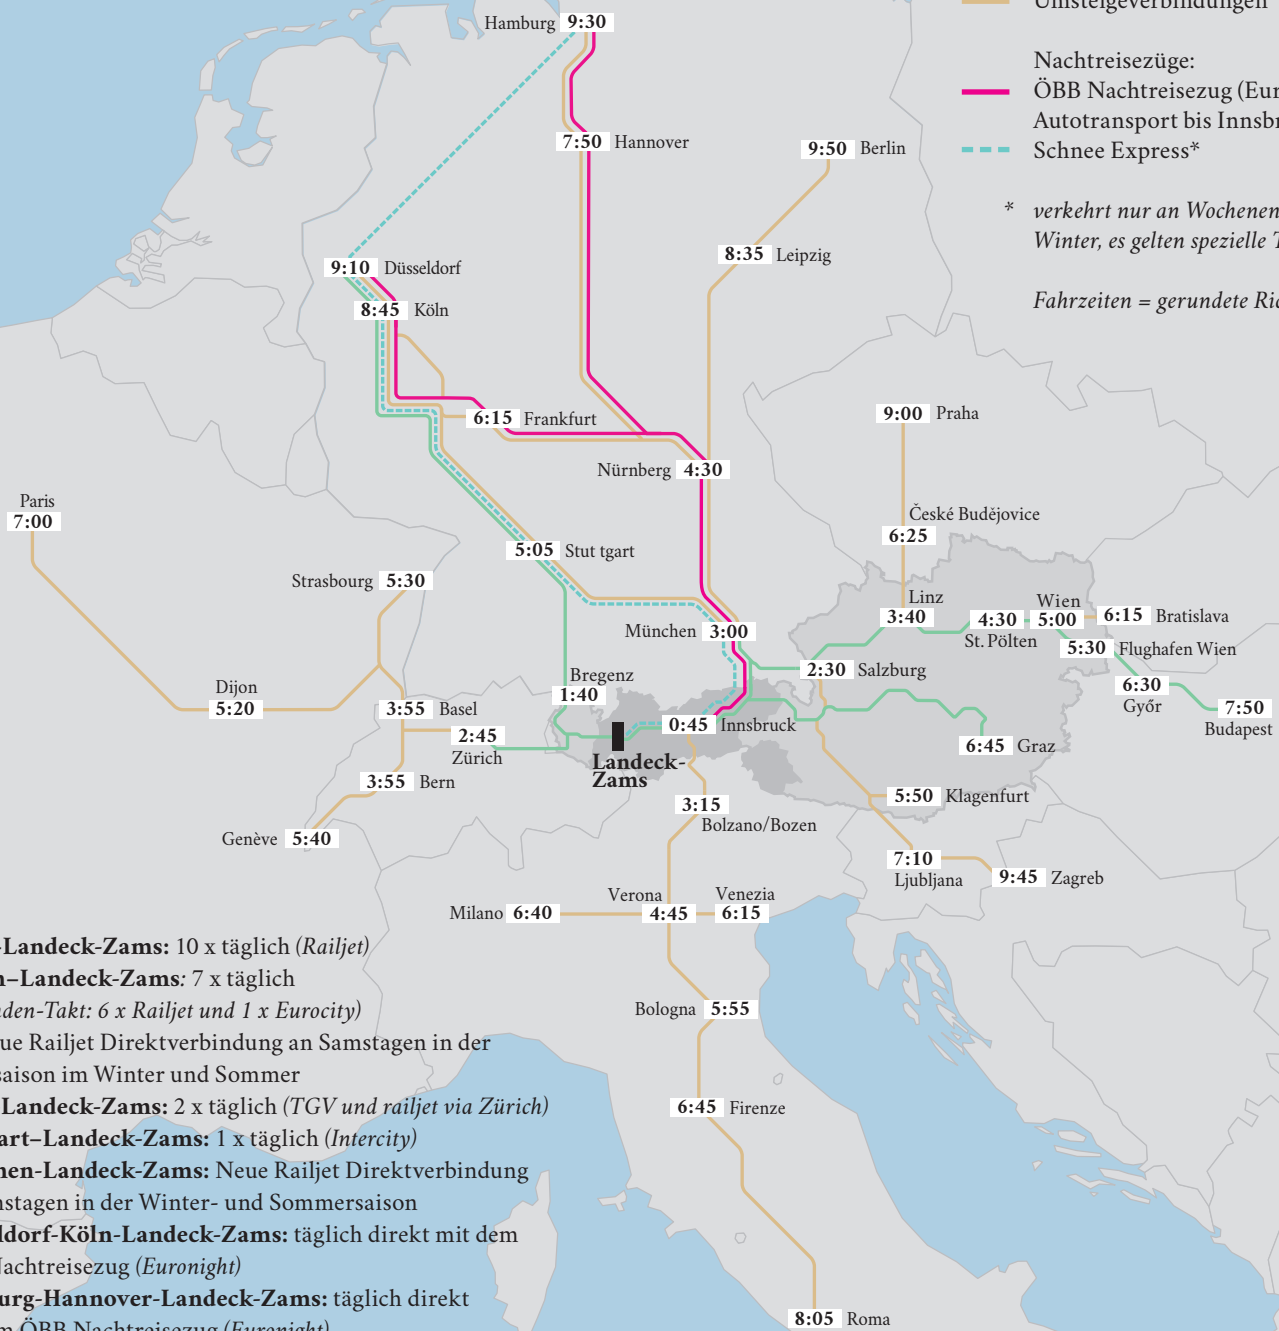 Umsteigeverbindungen
Nachtreisezüge:
ÖBB Nachtreisezug (Eur
Autotransport bis Innsbr
Schnee Express*
* verkehrt nur an Wochenen
Winter, es gelten spezielle T
Fahrzeiten = gerundete Ric
Hamburg 9:30
7:50 Hannover
9:50 Berlin
8:35 Leipzig
9:10 Düsseldorf
8:45 Köln
6:15 Frankfurt
9:00 Praha
Nürnberg 4:30
Paris
7:00
České Budějovice
6:25
5:05 Stut tgart
Strasbourg 5:30
Linz
3:40
4:30
St. Pölten
Wien
5:00
6:15 Bratislava
München 3:00
5:30 Flughafen Wien
2:30 Salzburg
Bregenz
1:40
Dijon
5:20
6:30
Győr
3:55 Basel
7:50
Budapest
2:45
Zürich
0:45 Innsbruck
6:45 Graz
Landeck-
Zams
3:55 Bern
5:50 Klagenfurt
3:15
Bolzano/Bozen
Genève 5:40
7:10
Ljubljana
9:45 Zagreb
Milano 6:40
Verona
4:45
Venezia
6:15
Bologna 5:55
6:45 Firenze
8:05 Roma
-Landeck-Zams: 10 x täglich (Railjet)
n–Landeck-Zams: 7 x täglich
nden-Takt: 6 x Railjet und 1 x Eurocity)
ue Railjet Direktverbindung an Samstagen in der
saison im Winter und Sommer
Landeck-Zams: 2 x täglich (TGV und railjet via Zürich)
art–Landeck-Zams: 1 x täglich (Intercity)
hen-Landeck-Zams: Neue Railjet Direktverbindung
nstagen in der Winter- und Sommersaison
ldorf-Köln-Landeck-Zams: täglich direkt mit dem
Nachtreisezug (Euronight)
urg-Hannover-Landeck-Zams: täglich direkt
m ÖBB Nachtreisezug (Euronight)